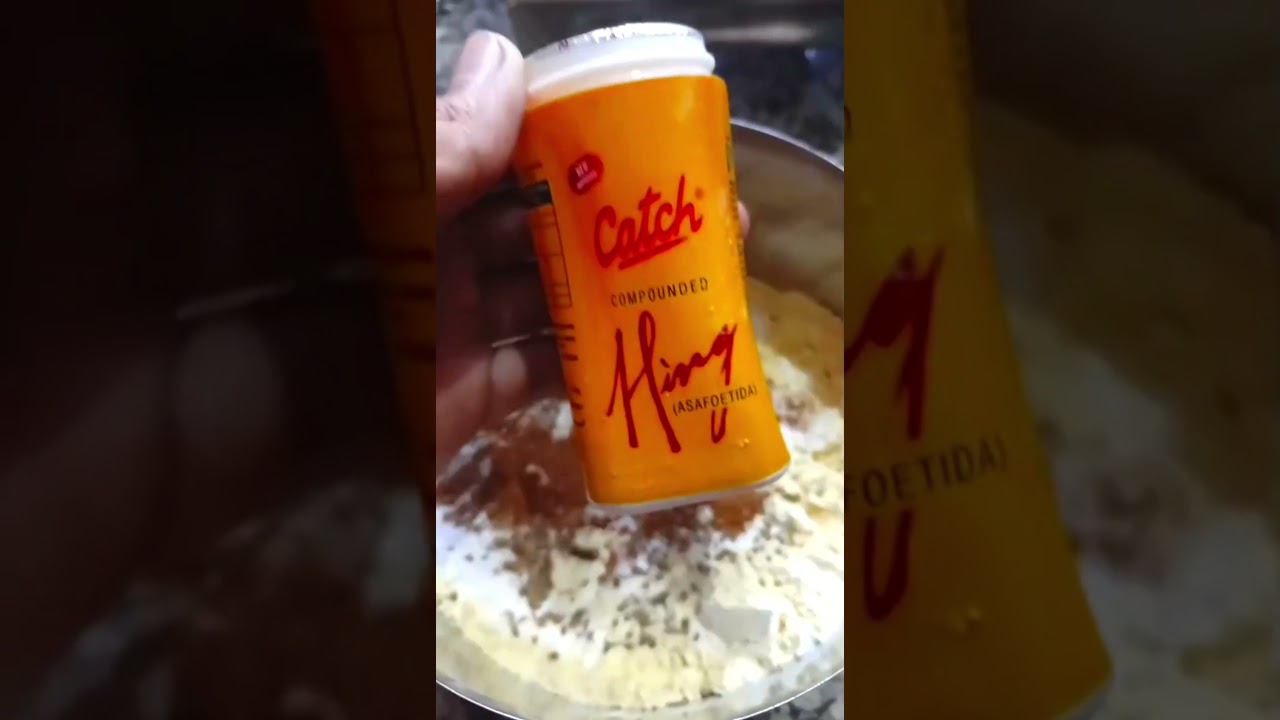 Catch
COMPOUNDED
Hing
(ASAFOETIDA)